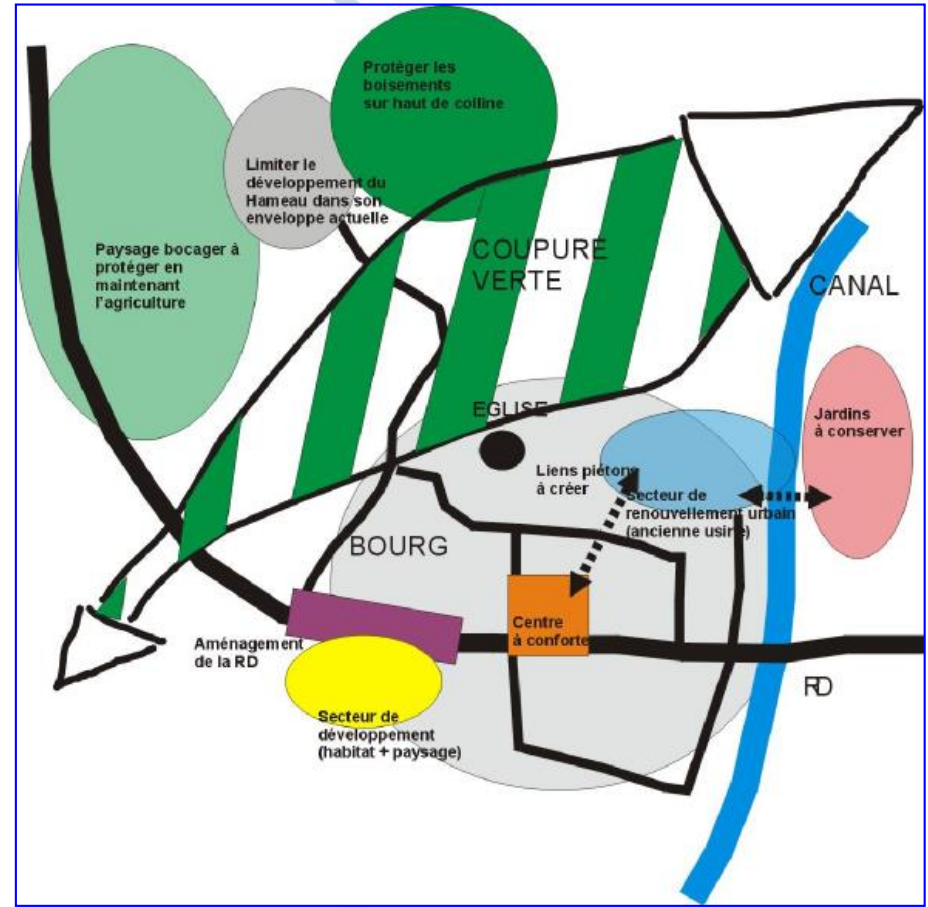 Protéger les
boisements
sur haut de colline
Limiter le
développement du
Hameau dans son
enveloppe actuelle
Paysage bocager à
protéger en
maintenant
l'agriculture
COUPURE
VERTE
CANAL
EGLISE
Jardins
à conserver
Liens piétons
à créer
Secteur de
renouvellement urbain
(ancienne usine)
BOURG
Centre
à conforte
Aménagement
de la RD
RD
Secteur de
développement
(habitat + paysage)